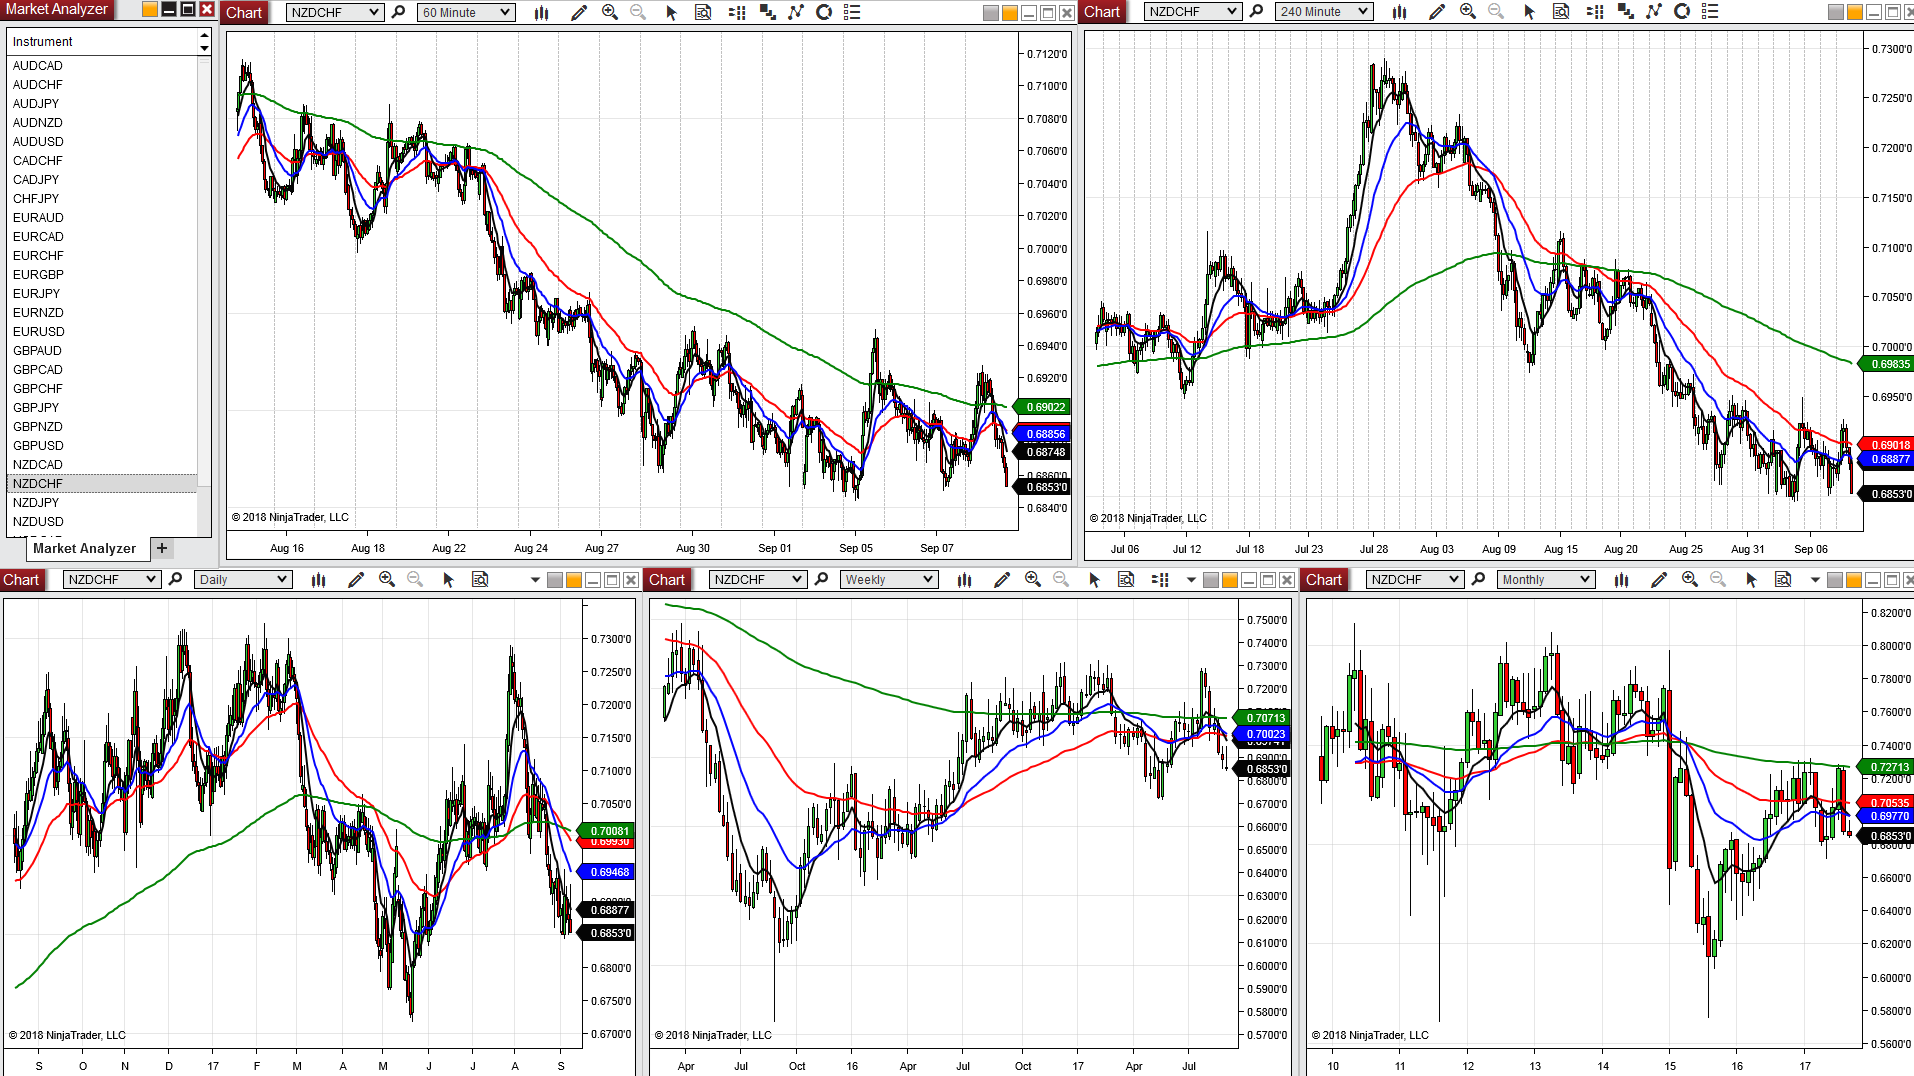 Market Analyzer
Instrument
AUDCAD
AUDCHF
AUDJPY
AUDNZD
AUDUSD
CADCHF
CADJPY
CHFJPY
EURAUD
EURCAD
EURCHF
EURGBP
EURJPY
EURNZD
EURUSD
GBPAUD
GBPCAD
GBPCHF
GBPJPY
GBPNZD
GBPUSD
NZDCAD
NZDCHF
NZDJPY
NZDUSD
Market Analyzer +
Chart NZDCHF 60 Minute
0.7120'0
0.7100'0
0.7080'0
0.7060'0
0.7040'0
0.7020'0
0.7000'0
0.6980'0
0.6960'0
0.6940'0
0.6920'0
0.69022
0.68856
0.68748
0.6853'0
0.6840'0
© 2018 NinjaTrader, LLC
Aug 16 Aug 18 Aug 22 Aug 24 Aug 27 Aug 30 Sep 01 Sep 05 Sep 07
Chart NZDCHF 240 Minute
0.7300'0
0.7250'0
0.7200'0
0.7150'0
0.7100'0
0.7050'0
0.7000'0
0.69835
0.6950'0
0.69018
0.68877
0.6853'0
© 2018 NinjaTrader, LLC
Jul 06 Jul 12 Jul 18 Jul 23 Jul 28 Aug 03 Aug 09 Aug 15 Aug 20 Aug 25 Aug 31 Sep 06
Chart NZDCHF Daily
0.7300'0
0.7250'0
0.7200'0
0.7150'0
0.7100'0
0.7050'0
0.70081
0.69930
0.69468
0.68877
0.6853'0
0.6800'0
0.6750'0
0.6700'0
© 2018 NinjaTrader, LLC
S O N D 17 F M A M J J A S
Chart NZDCHF Weekly
0.7500'0
0.7400'0
0.7300'0
0.7200'0
0.70713
0.70023
0.6853'0
0.6800'0
0.6700'0
0.6600'0
0.6500'0
0.6400'0
0.6300'0
0.6200'0
0.6100'0
0.6000'0
0.5900'0
0.5800'0
0.5700'0
© 2018 NinjaTrader, LLC
Apr Jul Oct 16 Apr Jul Oct 17 Apr Jul
Chart NZDCHF Monthly
0.8200'0
0.8000'0
0.7800'0
0.7600'0
0.7400'0
0.72713
0.7200'0
0.70535
0.69770
0.6853'0
0.6800'0
0.6600'0
0.6400'0
0.6200'0
0.6000'0
0.5800'0
0.5600'0
© 2018 NinjaTrader, LLC
10 11 12 13 14 15 16 17